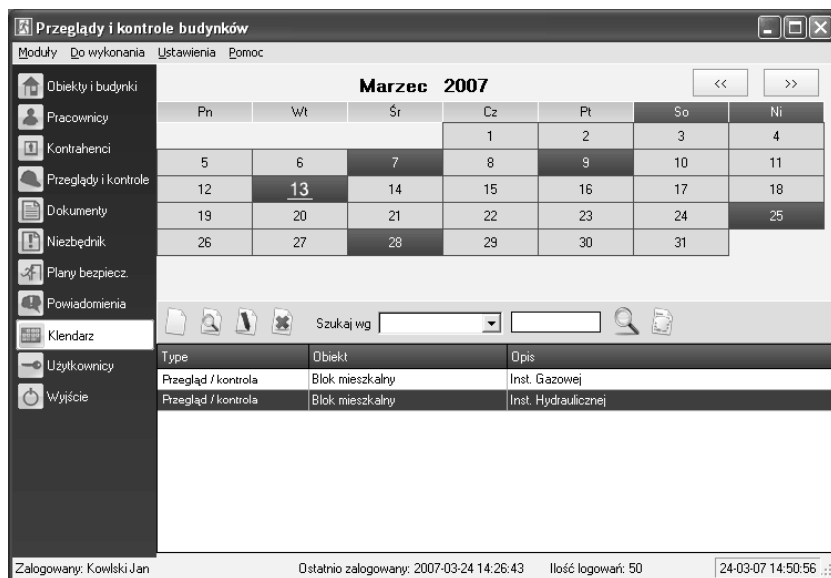 Przeglądy i kontrole budynków
Moduły Do wykonania Ustawienia Pomoc
Obiekty i budynki
Pracownicy
Kontrahenci
Przeglądy i kontrole
Dokumenty
Niezbędnik
Plany bezpiecz.
Powiadomienia
Klendarz
Użytkownicy
Wyjście
Marzec 2007
<< >>
Pn Wt Śr Cz Pt So Ni
1 2 3 4
5 6 7 8 9 10 11
12 13 14 15 16 17 18
19 20 21 22 23 24 25
26 27 28 29 30 31
Szukaj wg
Type Obiekt Opis
Przegląd / kontrola Blok mieszkalny Inst. Gazowej
Przegląd / kontrola Blok mieszkalny Inst. Hydraulicznej
Zalogowany: Kowlski Jan Ostatnio zalogowany: 2007-03-24 14:26:43 Ilość logowań: 50 24-03-07 14:50:56